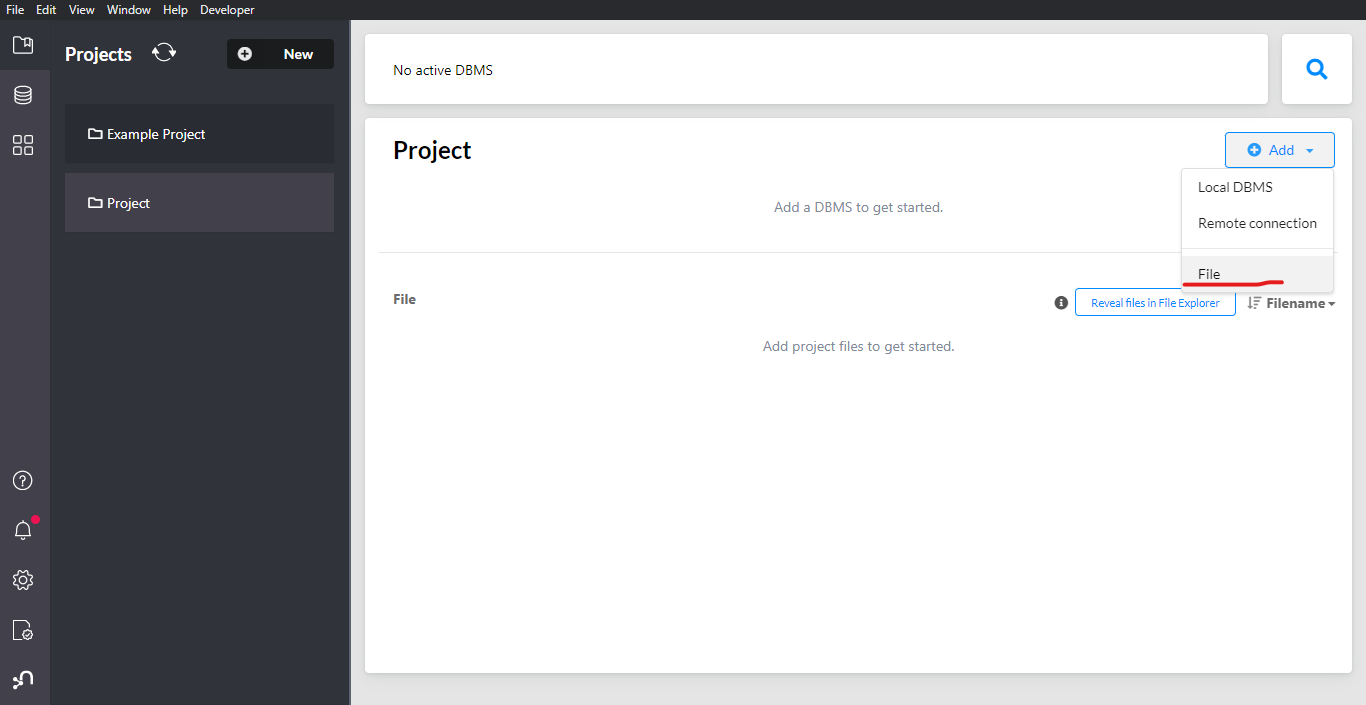 File Edit View Window Help Developer
Projects
New
Example Project
Project
No active DBMS
Project
Add
Local DBMS
Remote connection
File
Add a DBMS to get started.
File
Reveal files in File Explorer
Filename
Add project files to get started.